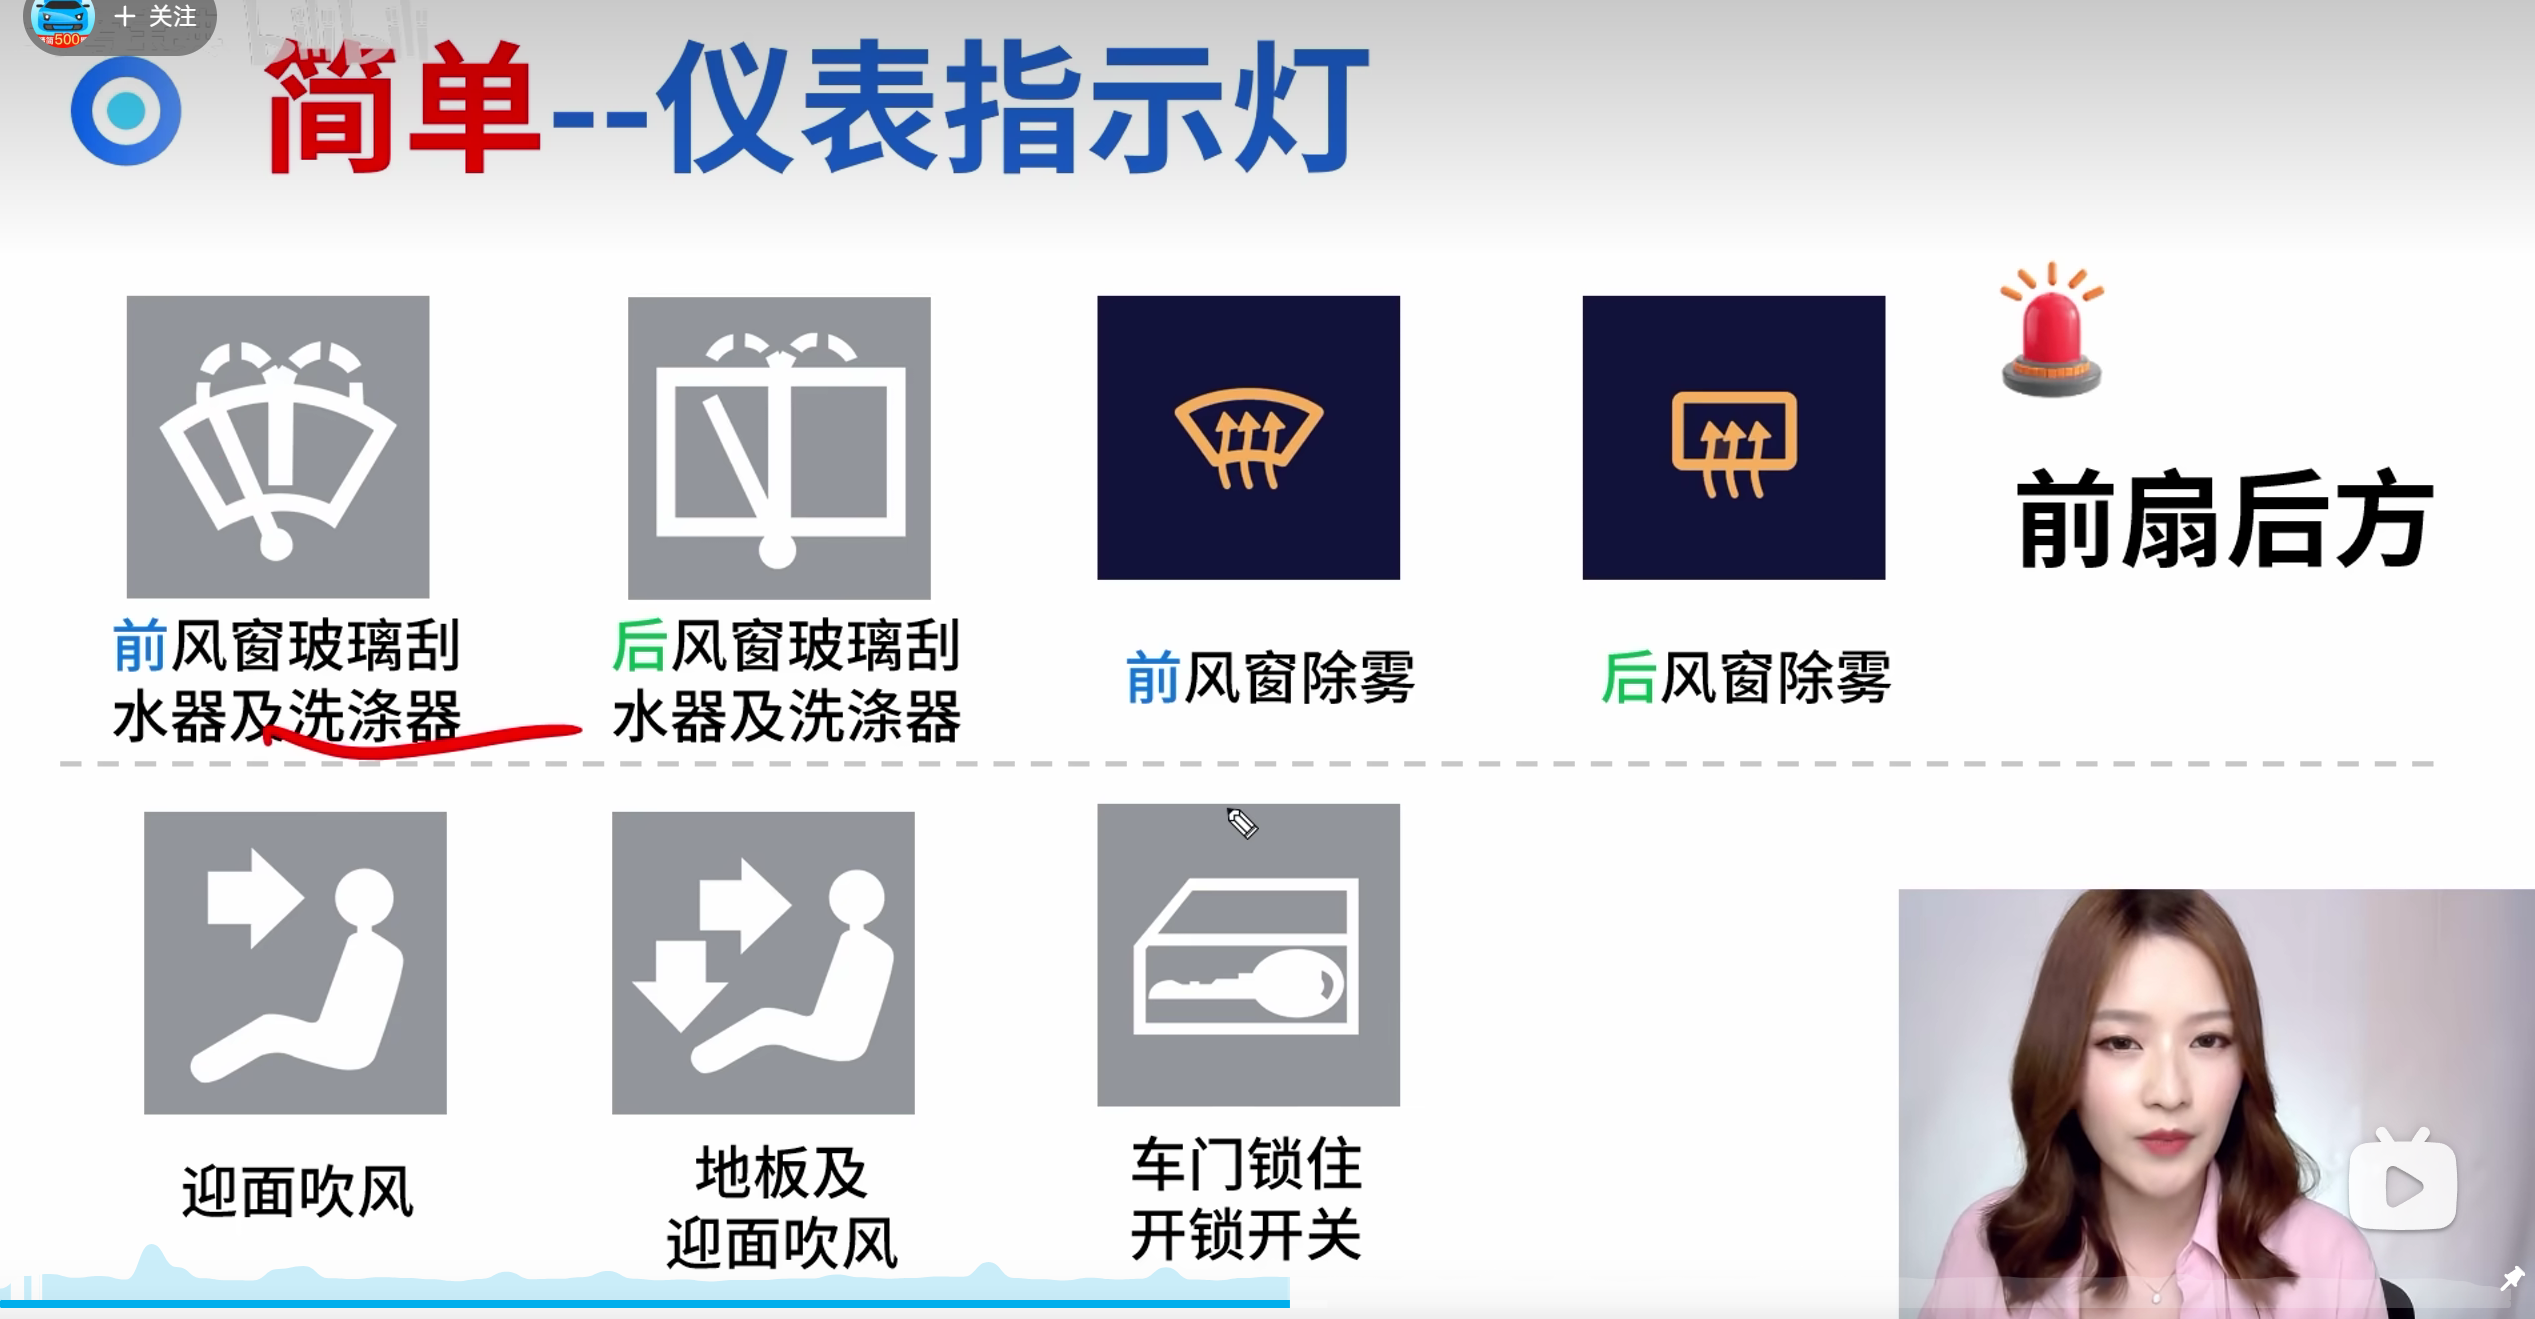 + 关注
简单--仪表指示灯
前扇后方
前风窗玻璃刮
水器及洗涤器
后风窗玻璃刮
水器及洗涤器
前风窗除雾
后风窗除雾
迎面吹风
地板及
迎面吹风
车门锁住
开锁开关